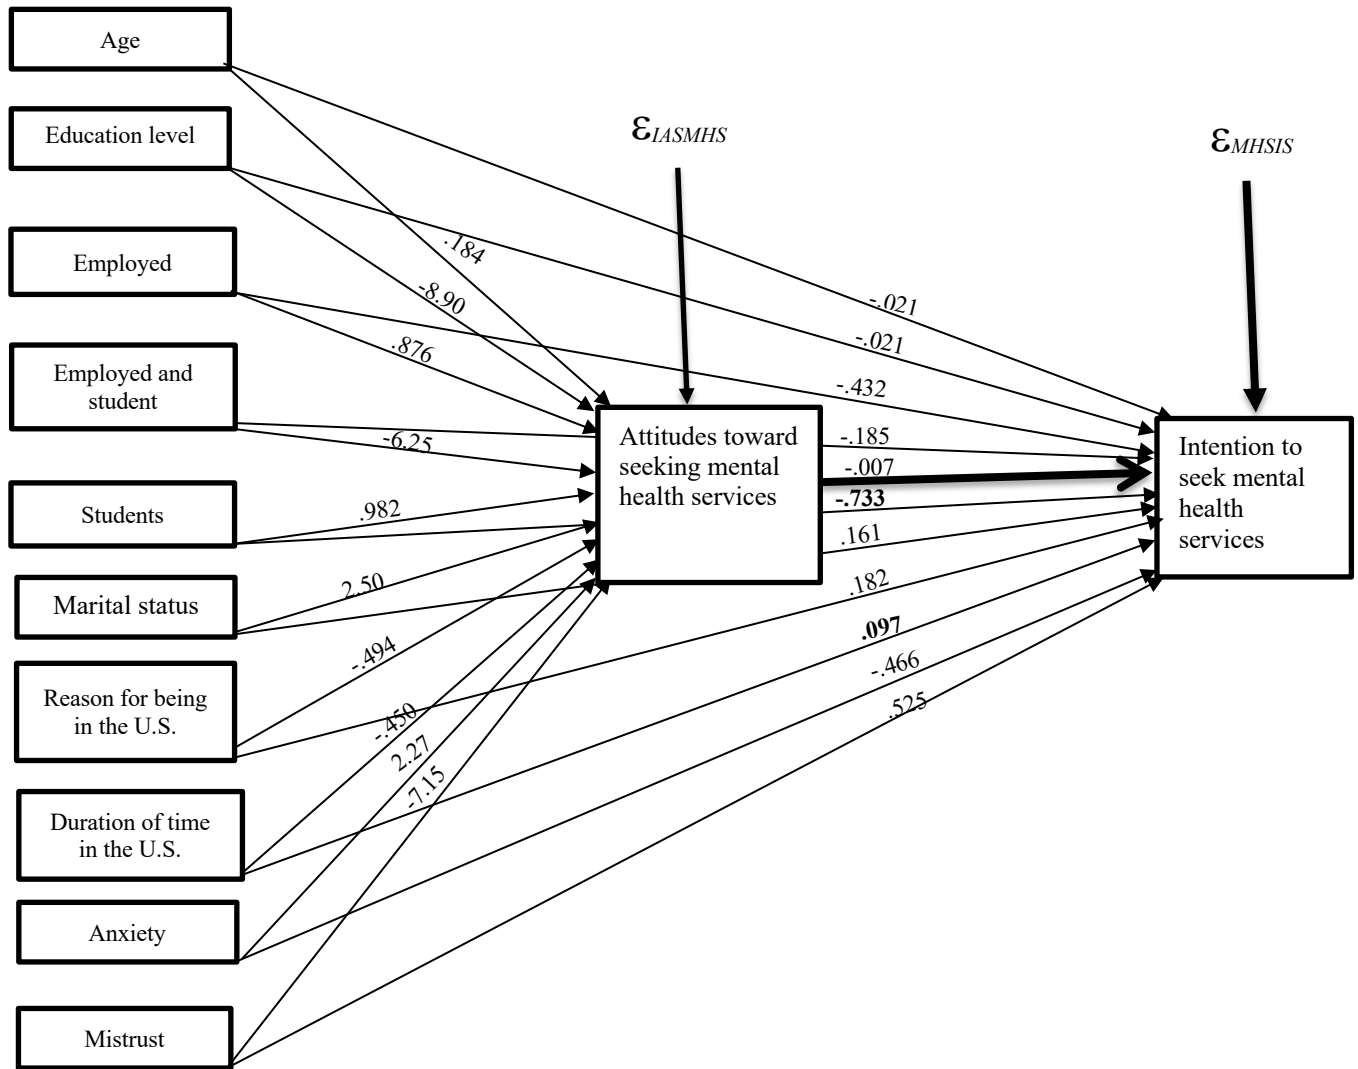 Age
Education level
Employed
Employed and
student
Students
Marital status
Reason for being
in the U.S.
Duration of time
in the U.S.
Anxiety
Mistrust
εIASMHS
εMHSIS
.184
-8.90
.876
-6.25
.982
2.50
-.494
-.450
2.27
-7.15
Attitudes toward
seeking mental
health services
-.021
-.021
-.432
-.185
-.007
-.733
.161
.182
.097
-.466
.525
Intention to
seek mental
health
services